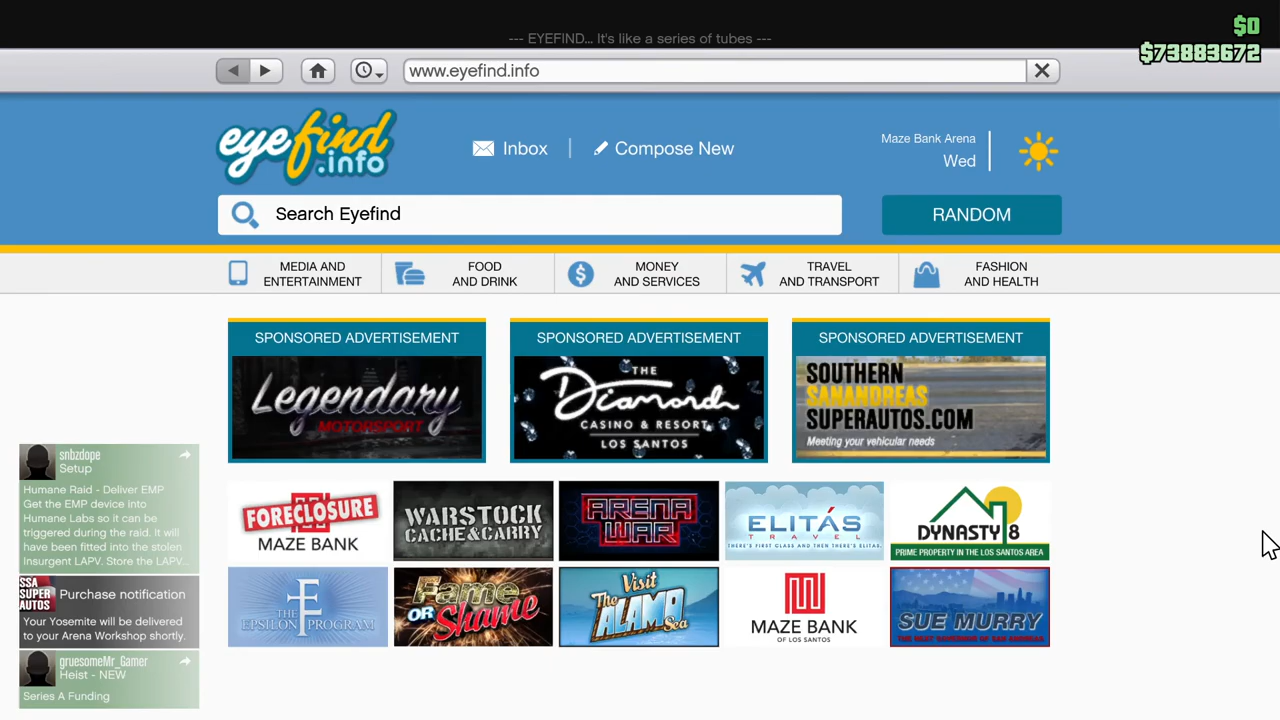 $0
--- EYEFIND... It's like a series of tubes ---
$73883672
www.eyefind.info
eyefind
.info
Inbox
Compose New
Maze Bank Arena
Wed
Search Eyefind
RANDOM
MEDIA AND
ENTERTAINMENT
FOOD
AND DRINK
MONEY
AND SERVICES
TRAVEL
AND TRANSPORT
FASHION
AND HEALTH
SPONSORED ADVERTISEMENT
Legendary
MOTORSPORT
SPONSORED ADVERTISEMENT
THE
Diamond
CASINO & RESORT
LOS SANTOS
SPONSORED ADVERTISEMENT
SOUTHERN
SANANDREAS
SUPERAUTOS.COM
Meeting your vehicular needs
snbzdope
Setup
Humane Raid - Deliver EMP
Get the EMP device into
Humane Labs so it can be
triggered during the raid. It will
have been fitted into the stolen
Insurgent LAPV. Store the LAPV...
FORECLOSURE
MAZE BANK
WARSTOCK
CACHE & CARRY
ARENA
WAR
ELITÁS
TRAVEL
THERE'S FIRST CLASS AND THEN THERE'S ELITAS.
DYNASTY 8
PRIME PROPERTY IN THE LOS SANTOS AREA
THE
EPSILON PROGRAM
Fame
OR Shame
Visit
The
ALAMO
Sea
MAZE BANK
OF LOS SANTOS
SUE MURRY
THE NEXT GOVERNOR OF SAN ANDREAS.
SSA
SUPER
AUTOS
Purchase notification
Your Yosemite will be delivered
to your Arena Workshop shortly.
gruesomeMr_Gamer
Heist - NEW
Series A Funding